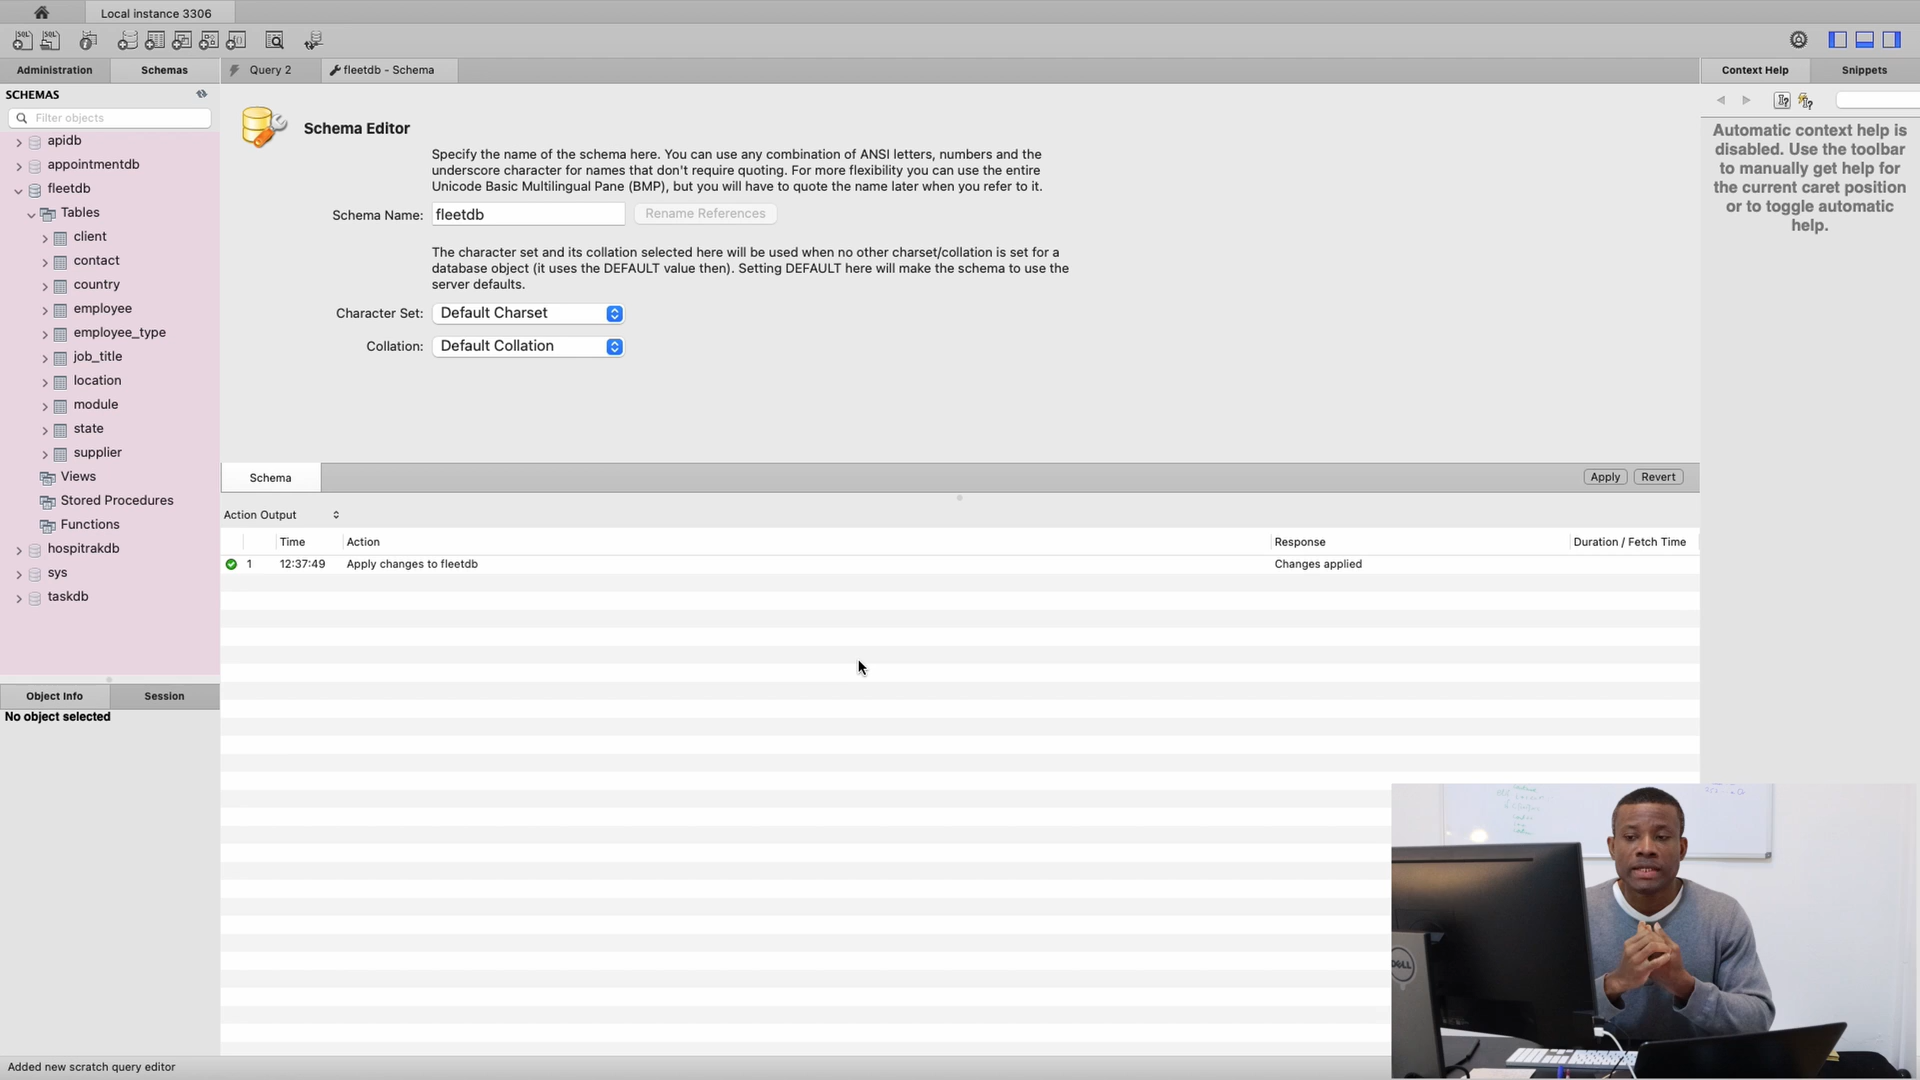 Local instance 3306
Administration
Schemas
Query 2
fleetdb - Schema
Context Help
Snippets
SCHEMAS
Filter objects
apidb
appointmentdb
fleetdb
Tables
client
contact
country
employee
employee_type
job_title
location
module
state
supplier
Views
Stored Procedures
Functions
hospitrakdb
sys
taskdb
Object Info
Session
No object selected
Schema Editor
Specify the name of the schema here. You can use any combination of ANSI letters, numbers and the
underscore character for names that don't require quoting. For more flexibility you can use the entire
Unicode Basic Multilingual Pane (BMP), but you will have to quote the name later when you refer to it.
Schema Name:
fleetdb
Rename References
The character set and its collation selected here will be used when no other charset/collation is set for a
database object (it uses the DEFAULT value then). Setting DEFAULT here will make the schema to use the
server defaults.
Character Set:
Default Charset
Collation:
Default Collation
Schema
Apply
Revert
Action Output
Time
Action
Response
Duration / Fetch Time
1
12:37:49
Apply changes to fleetdb
Changes applied
Automatic context help is
disabled. Use the toolbar
to manually get help for
the current caret position
or to toggle automatic
help.
DELL
Added new scratch query editor